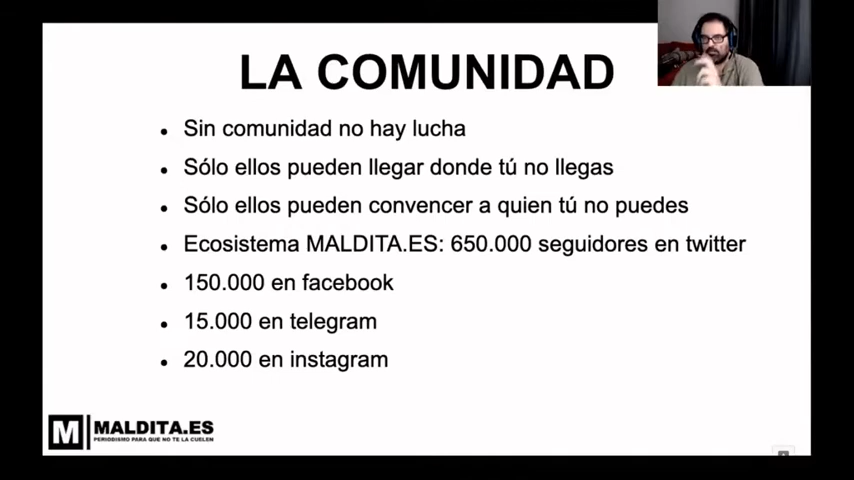 LA COMUNIDAD
Sin comunidad no hay lucha
Sólo ellos pueden llegar donde tú no llegas
Sólo ellos pueden convencer a quien tú no puedes
Ecosistema MALDITA.ES: 650.000 seguidores en twitter
150.000 en facebook
15.000 en telegram
20.000 en instagram
M MALDITA.ES
PERIODISMO PARA QUE NO TE LA CUELEN